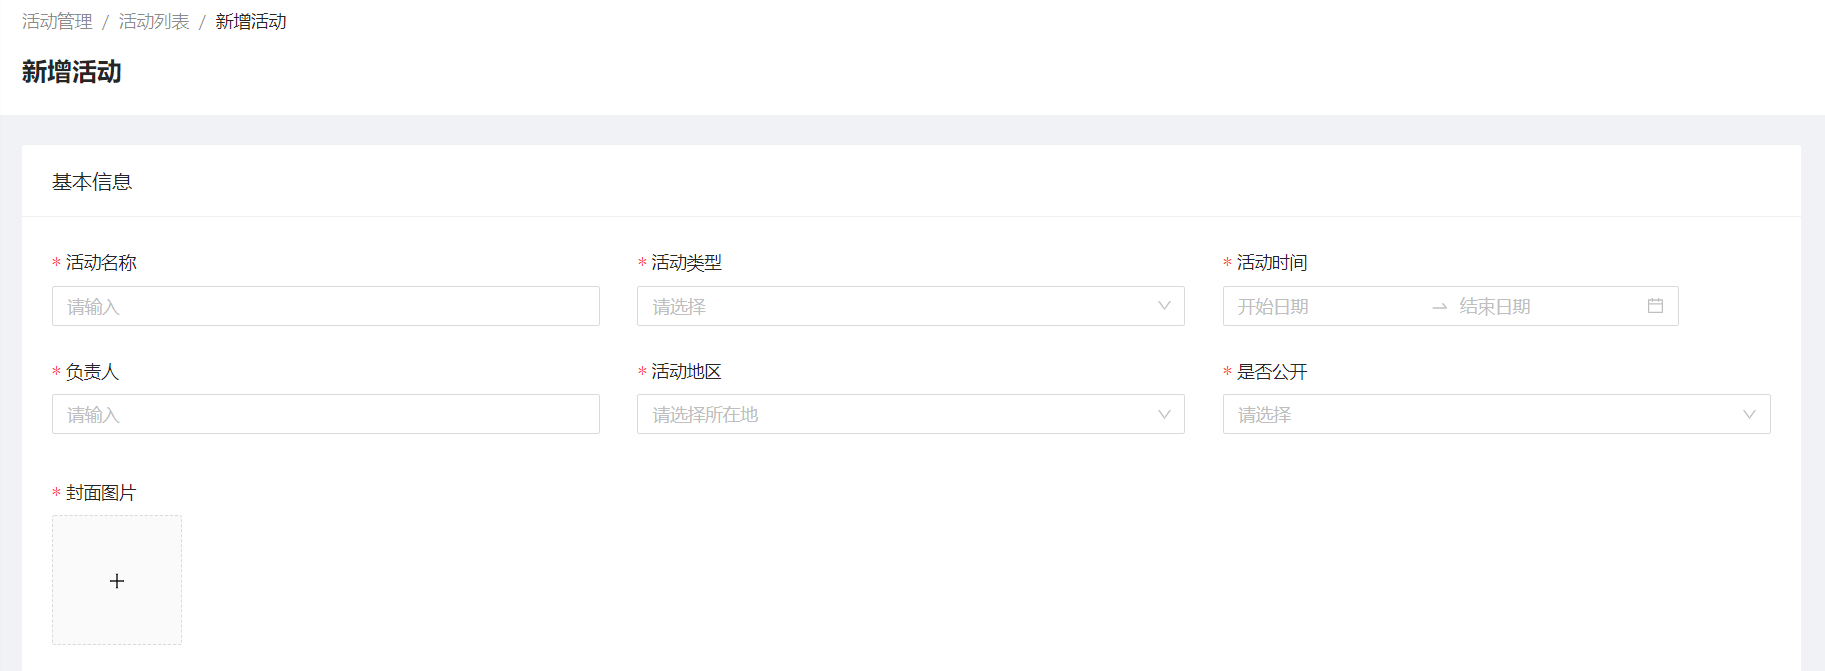 活动管理 / 活动列表 / 新增活动
新增活动
基本信息
* 活动名称
* 活动类型
* 活动时间
请输入
请选择
开始日期 → 结束日期
* 负责人
* 活动地区
* 是否公开
请输入
请选择所在地
请选择
* 封面图片
+